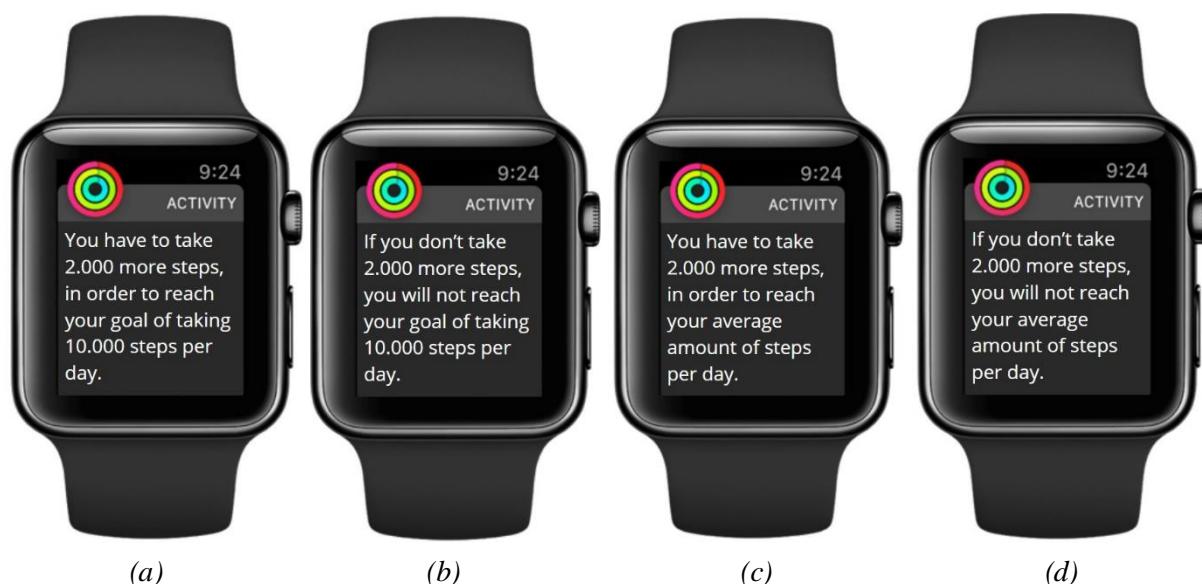 9:24
ACTIVITY
You have to take
2.000 more steps,
in order to reach
your goal of taking
10.000 steps per
day.
(a)
9:24
ACTIVITY
If you don’t take
2.000 more steps,
you will not reach
your goal of taking
10.000 steps per
day.
(b)
9:24
ACTIVITY
You have to take
2.000 more steps,
in order to reach
your average
amount of steps
per day.
(c)
9:24
ACTIVITY
If you don’t take
2.000 more steps,
you will not reach
your average
amount of steps
per day.
(d)